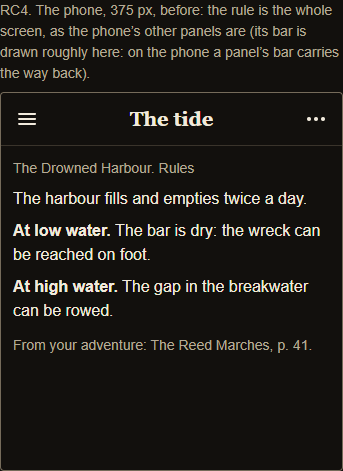 RC4. The phone, 375 px, before: the rule is the whole
screen, as the phone's other panels are (its bar is
drawn roughly here: on the phone a panel's bar carries
the way back).
The tide
The Drowned Harbour. Rules
The harbour fills and empties twice a day.
At low water. The bar is dry: the wreck can
be reached on foot.
At high water. The gap in the breakwater
can be rowed.
From your adventure: The Reed Marches, p. 41.